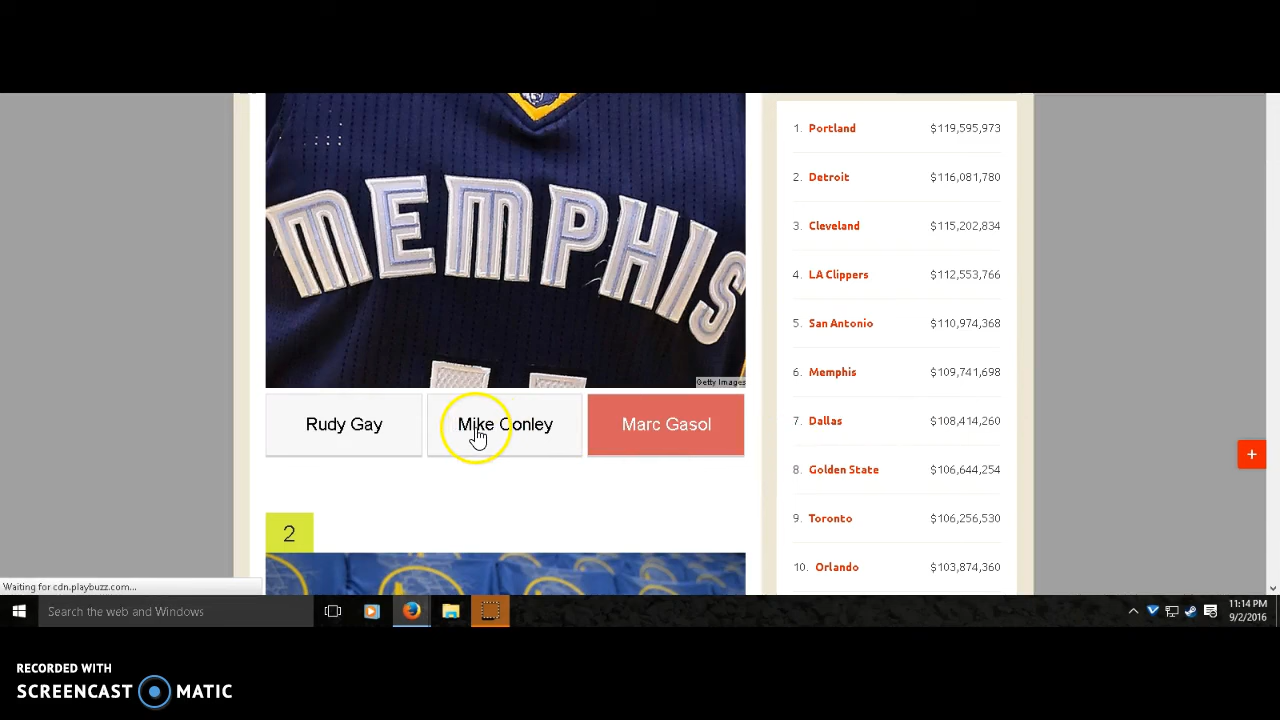 MEMPHIS
Getty Images
Rudy Gay
Mike Conley
Marc Gasol
2
1. Portland $119,595,973
2. Detroit $116,081,780
3. Cleveland $115,202,834
4. LA Clippers $112,553,766
5. San Antonio $110,974,368
6. Memphis $109,741,698
7. Dallas $108,414,260
8. Golden State $106,644,254
9. Toronto $106,256,530
10. Orlando $103,874,360
+
Waiting for cdn.playbuzz.com...
Search the web and Windows
11:14 PM
9/2/2016
RECORDED WITH
SCREENCAST MATIC